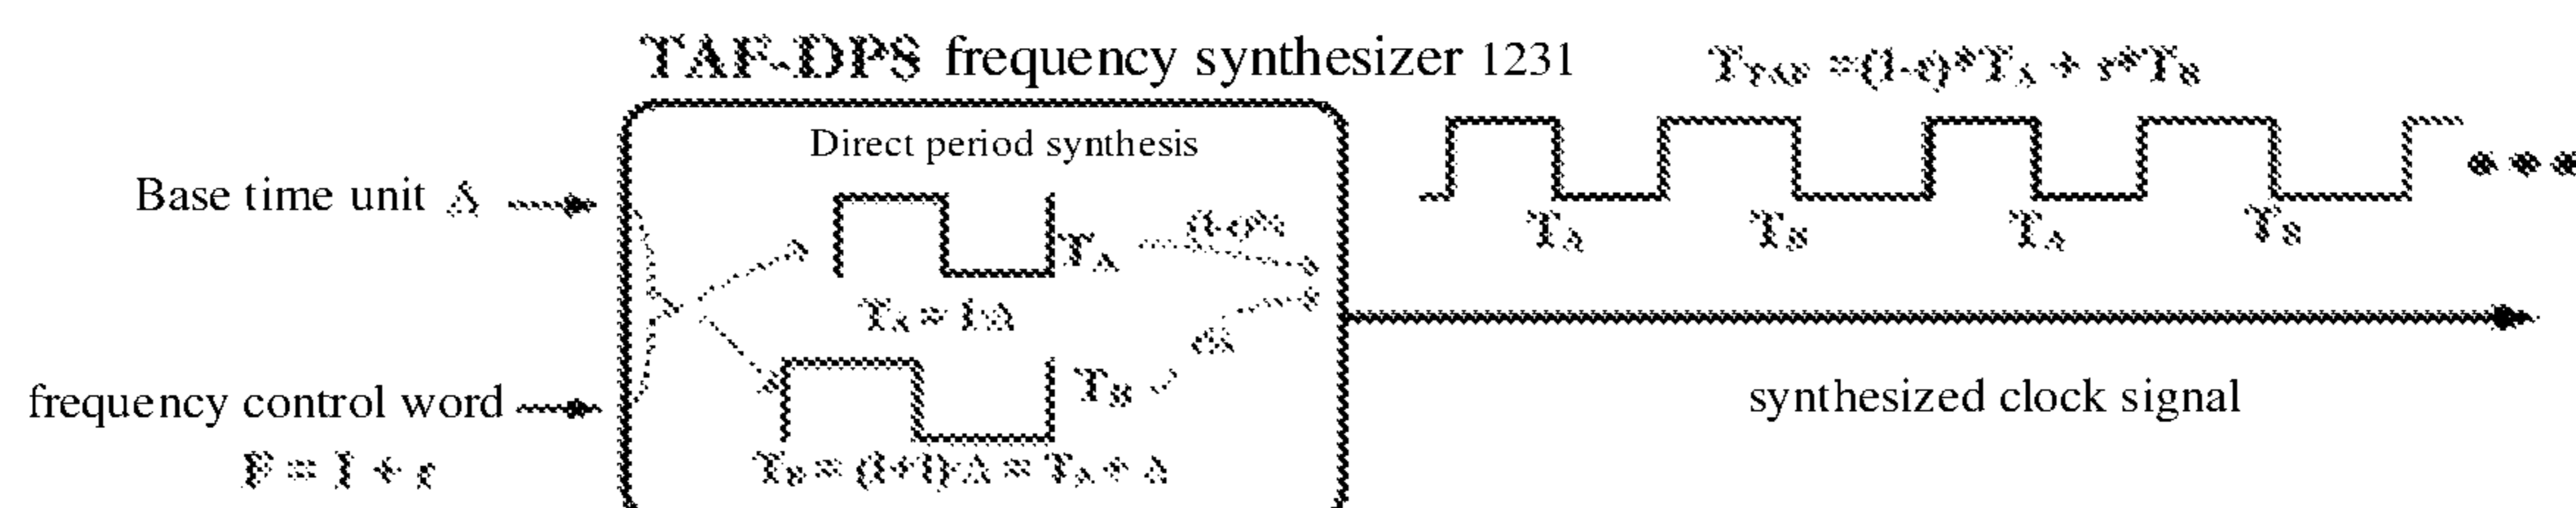 TAF-DPS frequency synthesizer 1231
T_TAF =(1-r)*T_A + r*T_B
Direct period synthesis
Base time unit Δ
T_A
(1-r)%
T_A = I·Δ
r%
T_B
T_B = (I+1)·Δ = T_A + Δ
frequency control word
F = I + r
T_A T_B T_A T_B
synthesized clock signal